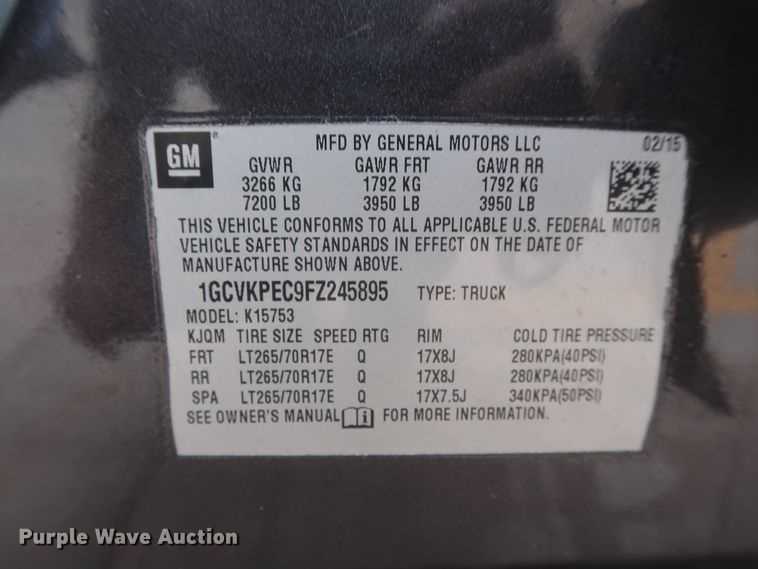 GM
MFD BY GENERAL MOTORS LLC 02/15
GVWR GAWR FRT GAWR RR
3266 KG 1792 KG 1792 KG
7200 LB 3950 LB 3950 LB
THIS VEHICLE CONFORMS TO ALL APPLICABLE U.S. FEDERAL MOTOR
VEHICLE SAFETY STANDARDS IN EFFECT ON THE DATE OF
MANUFACTURE SHOWN ABOVE.
1GCVKPEC9FZ245895 TYPE: TRUCK
MODEL: K15753
KJQM TIRE SIZE SPEED RTG RIM COLD TIRE PRESSURE
FRT LT265/70R17E Q 17X8J 280KPA(40PSI)
RR LT265/70R17E Q 17X8J 280KPA(40PSI)
SPA LT265/70R17E Q 17X7.5J 340KPA(50PSI)
SEE OWNER'S MANUAL i FOR MORE INFORMATION.
Purple Wave Auction